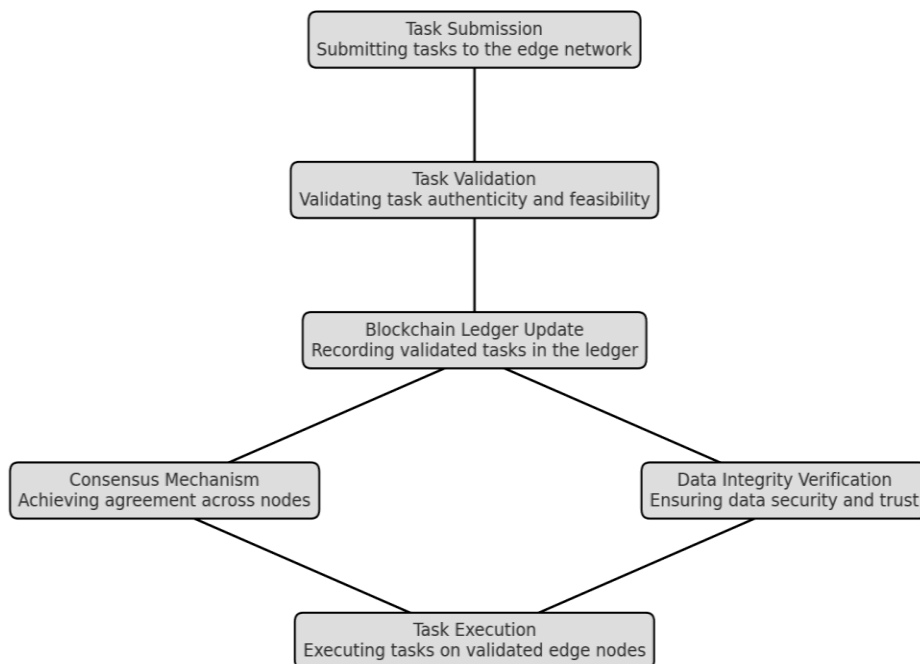 Task Submission
Submitting tasks to the edge network
Task Validation
Validating task authenticity and feasibility
Blockchain Ledger Update
Recording validated tasks in the ledger
Consensus Mechanism
Achieving agreement across nodes
Data Integrity Verification
Ensuring data security and trust
Task Execution
Executing tasks on validated edge nodes